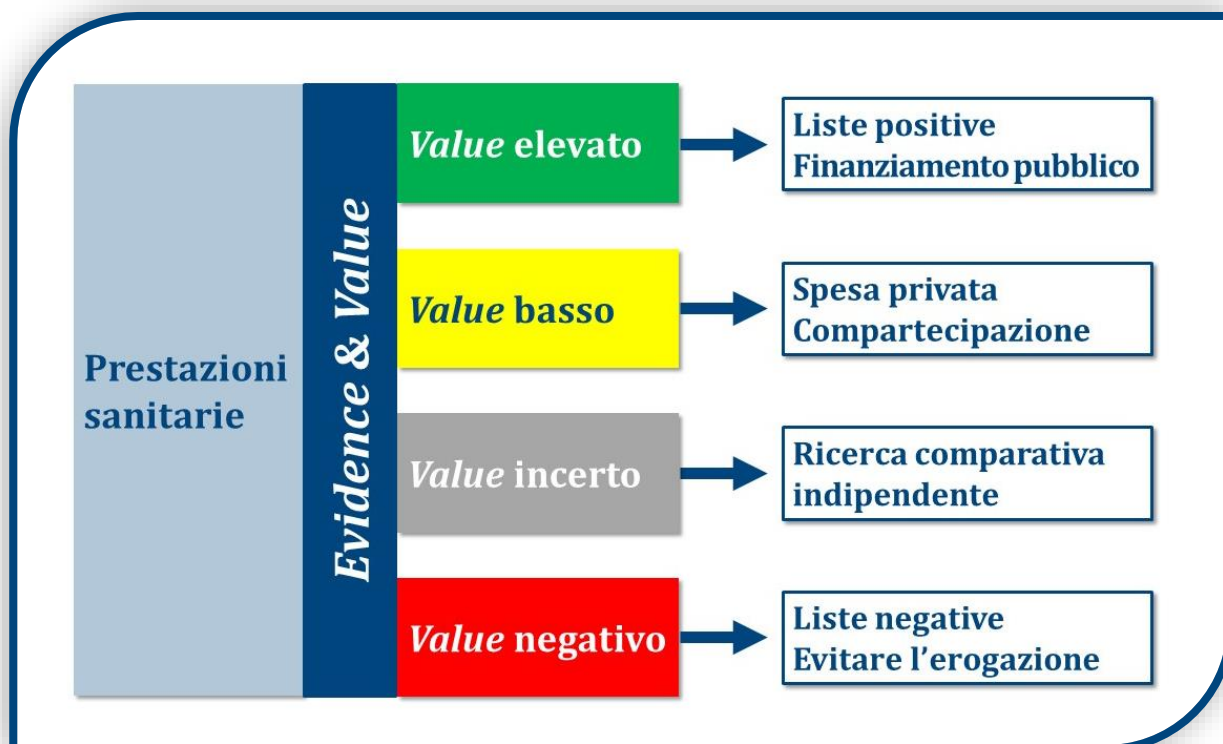 Prestazioni
sanitarie
Evidence & Value
Value elevato
Liste positive
Finanziamento pubblico
Value basso
Spesa privata
Compartecipazione
Value incerto
Ricerca comparativa
indipendente
Value negativo
Liste negative
Evitare l’erogazione